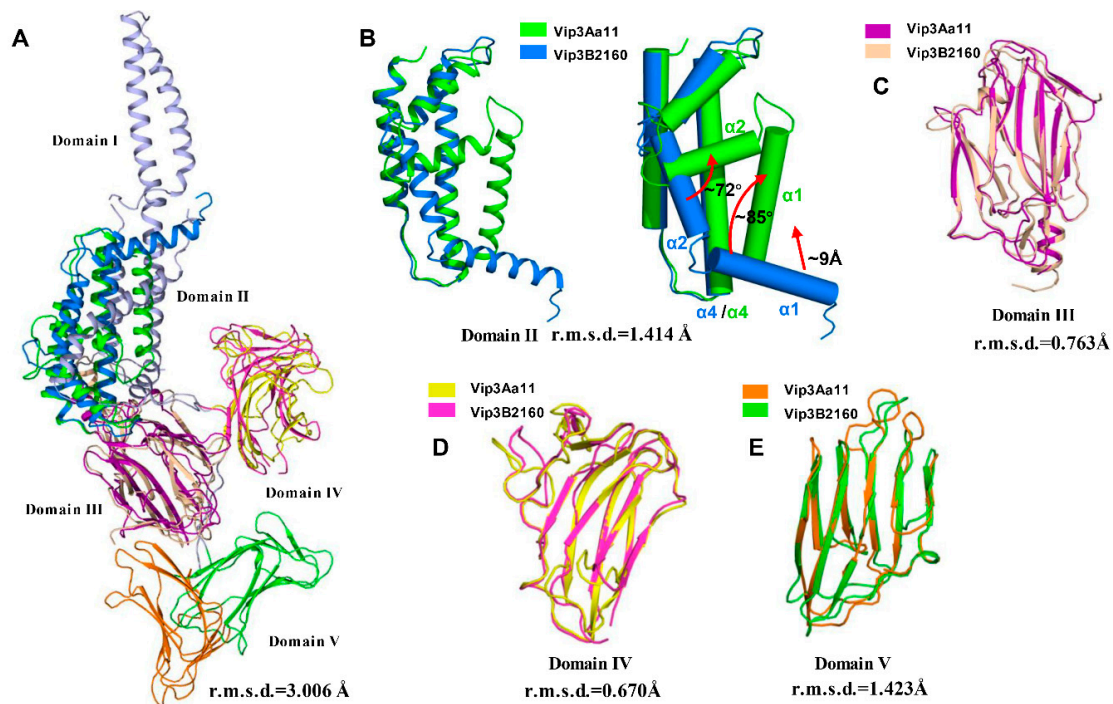 A
Domain I
Domain II
Domain III
Domain IV
Domain V
r.m.s.d.=3.006 Å
B
Vip3Aa11
Vip3B2160
α2
~72°
α1
~85°
α2
~9Å
α4/α4
α1
Domain II r.m.s.d.=1.414 Å
Vip3Aa11
Vip3B2160
C
Domain III
r.m.s.d.=0.763Å
Vip3Aa11
Vip3B2160
D
Domain IV
r.m.s.d.=0.670Å
Vip3Aa11
Vip3B2160
E
Domain V
r.m.s.d.=1.423Å